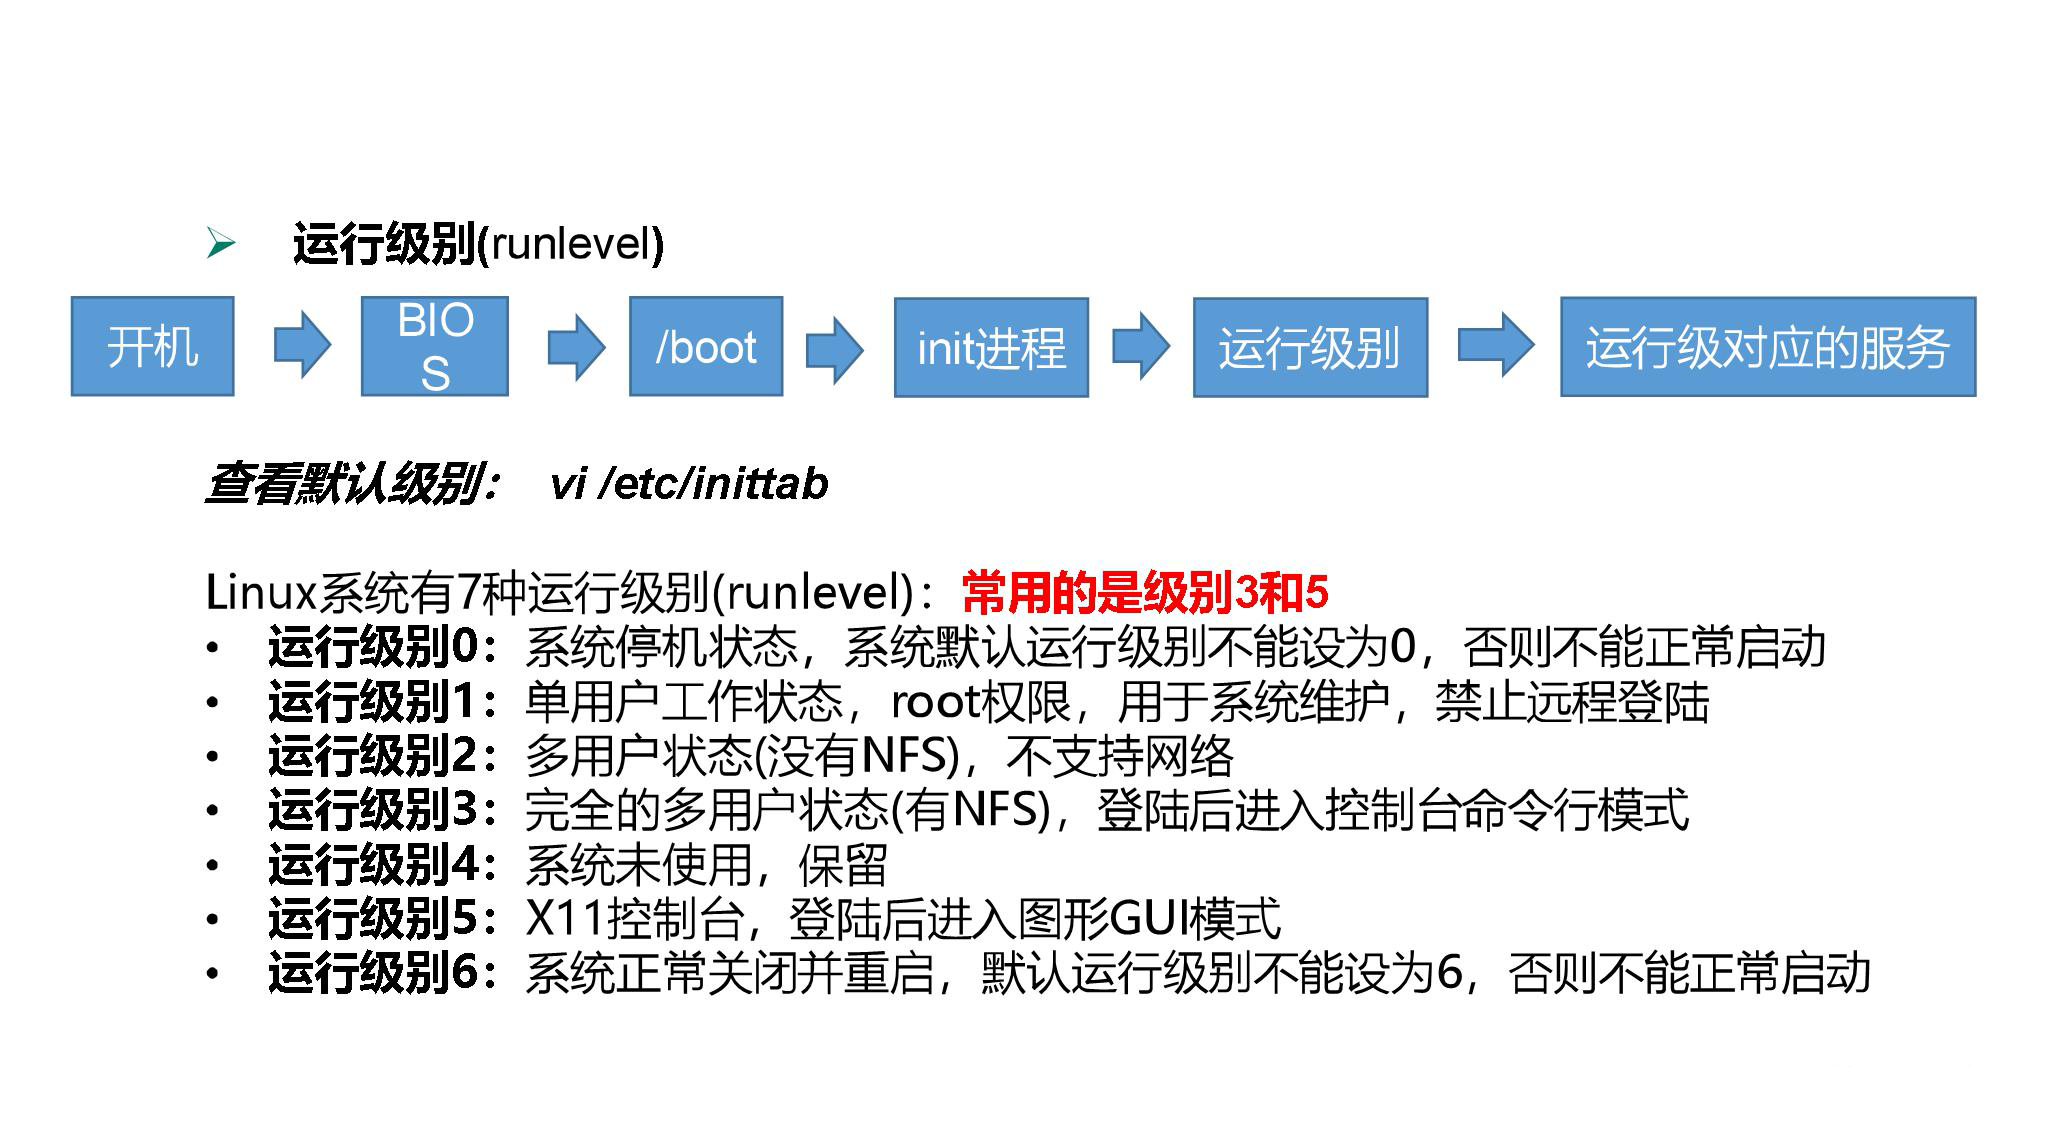 运行级别(runlevel)
开机
BIO
S
/boot
init进程
运行级别
运行级对应的服务
查看默认级别： vi /etc/inittab
Linux系统有7种运行级别(runlevel)：常用的是级别3和5
• 运行级别0：系统停机状态，系统默认运行级别不能设为0，否则不能正常启动
• 运行级别1：单用户工作状态，root权限，用于系统维护，禁止远程登陆
• 运行级别2：多用户状态(没有NFS)，不支持网络
• 运行级别3：完全的多用户状态(有NFS)，登陆后进入控制台命令行模式
• 运行级别4：系统未使用，保留
• 运行级别5：X11控制台，登陆后进入图形GUI模式
• 运行级别6：系统正常关闭并重启，默认运行级别不能设为6，否则不能正常启动